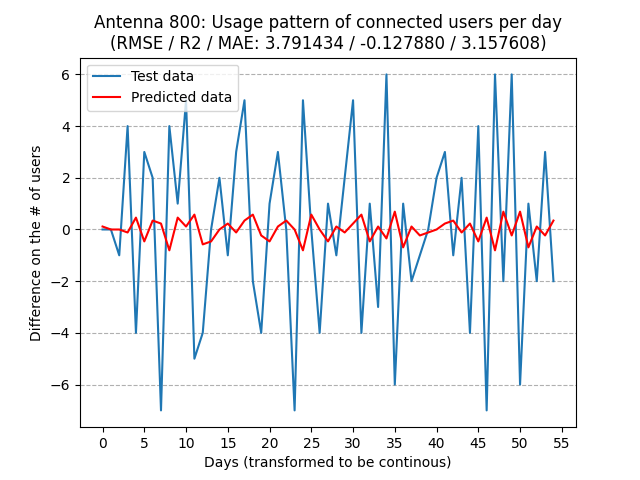 Antenna 800: Usage pattern of connected users per day
(RMSE / R2 / MAE: 3.791434 / -0.127880 / 3.157608)
Test data
Predicted data
6
4
2
0
−2
−4
−6
Difference on the # of users
0 5 10 15 20 25 30 35 40 45 50 55
Days (transformed to be continous)